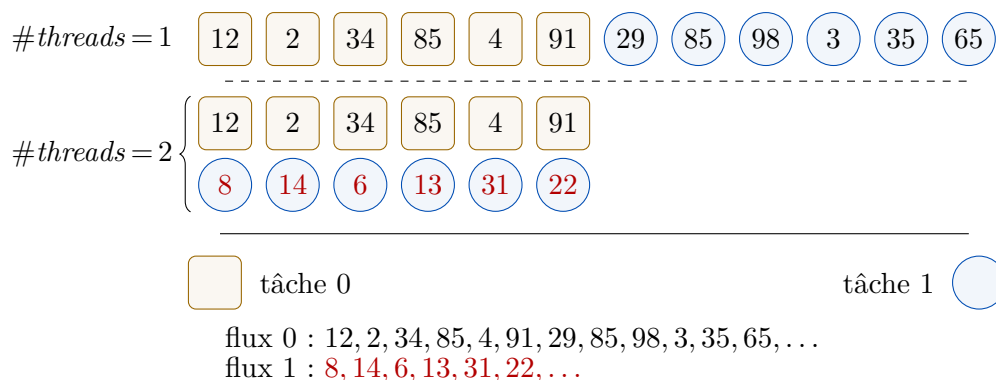 #threads = 1 12 2 34 85 4 91 29 85 98 3 35 65
12 2 34 85 4 91
#threads = 2
8 14 6 13 31 22
tâche 0 tâche 1
flux 0 : 12, 2, 34, 85, 4, 91, 29, 85, 98, 3, 35, 65, ...
flux 1 : 8, 14, 6, 13, 31, 22, ...